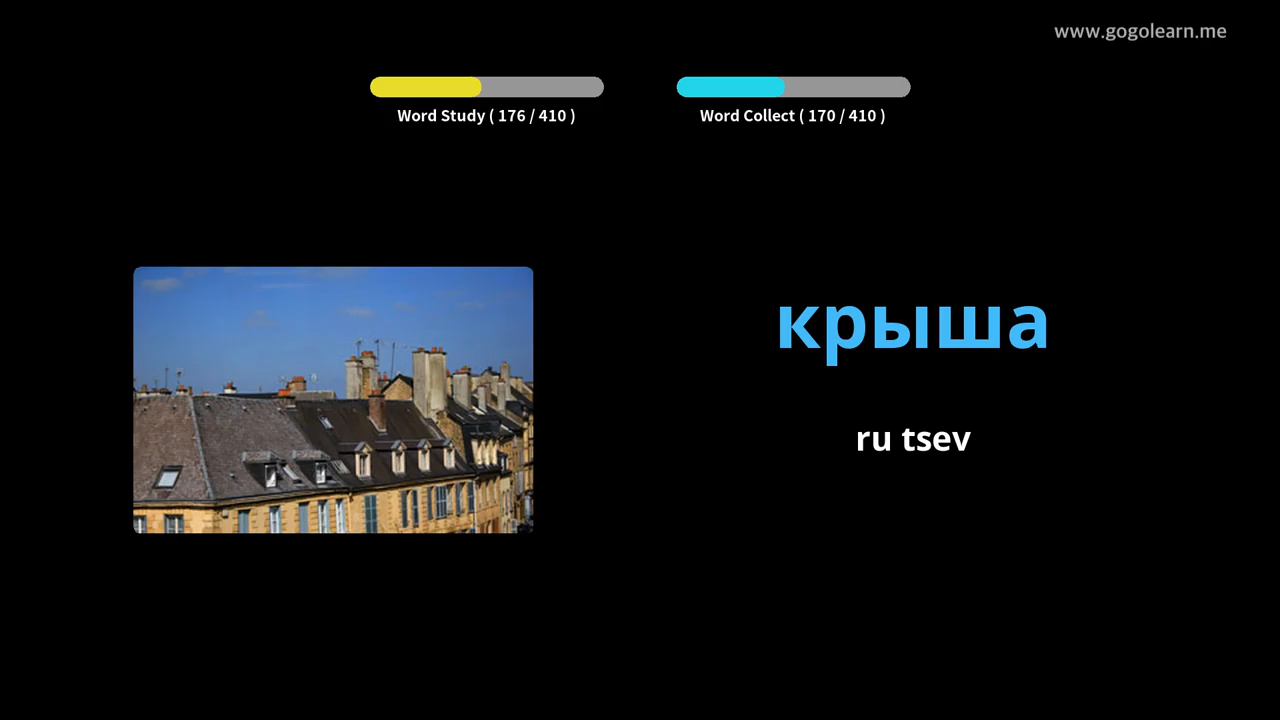 www.gogolearn.me
Word Study ( 176 / 410 )
Word Collect ( 170 / 410 )
крыша
ru tsev